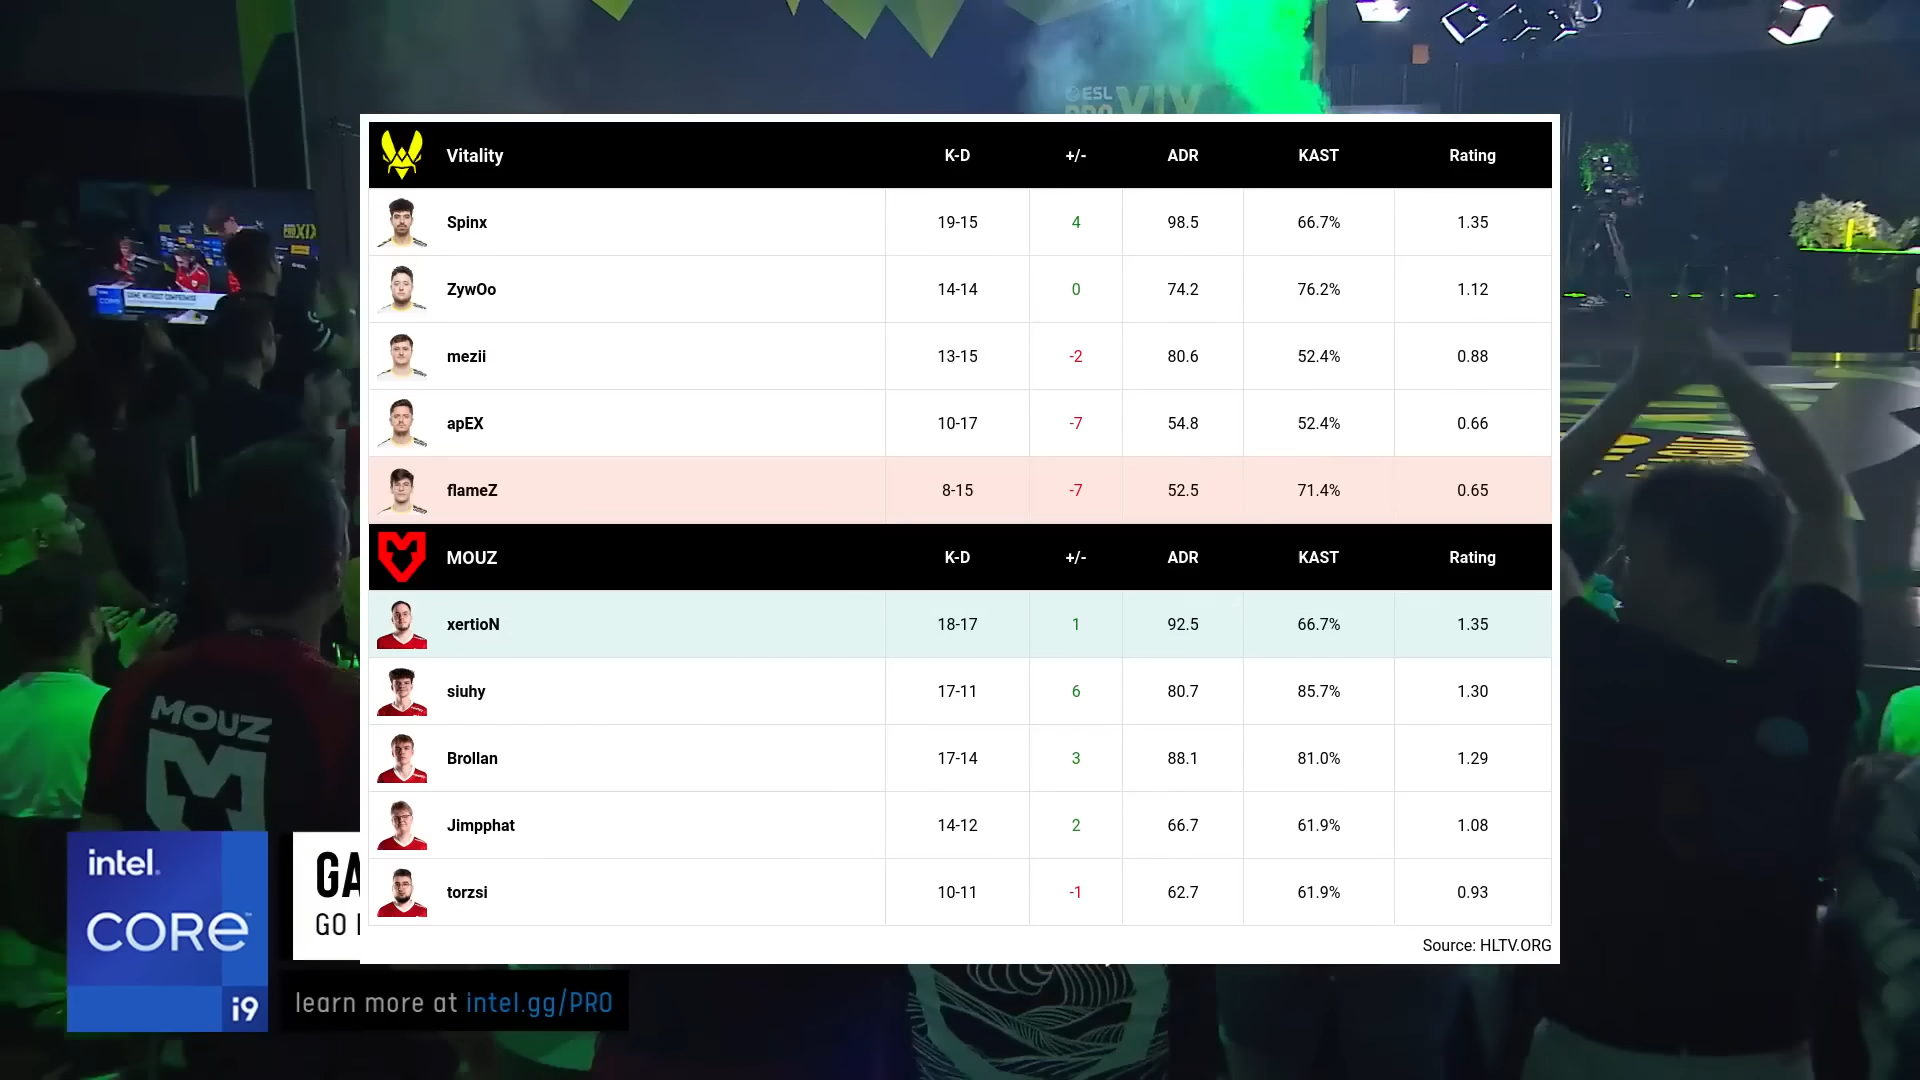 ESL
PRO XIX
Vitality K-D +/- ADR KAST Rating
Spinx 19-15 4 98.5 66.7% 1.35
ZywOo 14-14 0 74.2 76.2% 1.12
mezii 13-15 -2 80.6 52.4% 0.88
apEX 10-17 -7 54.8 52.4% 0.66
flameZ 8-15 -7 52.5 71.4% 0.65
MOUZ K-D +/- ADR KAST Rating
xertioN 18-17 1 92.5 66.7% 1.35
siuhy 17-11 6 80.7 85.7% 1.30
Brollan 17-14 3 88.1 81.0% 1.29
Jimpphat 14-12 2 66.7 61.9% 1.08
torzsi 10-11 -1 62.7 61.9% 0.93
Source: HLTV.ORG
MOUZ
intel.
CORE™
i9
GA
GO
learn more at intel.gg/PRO